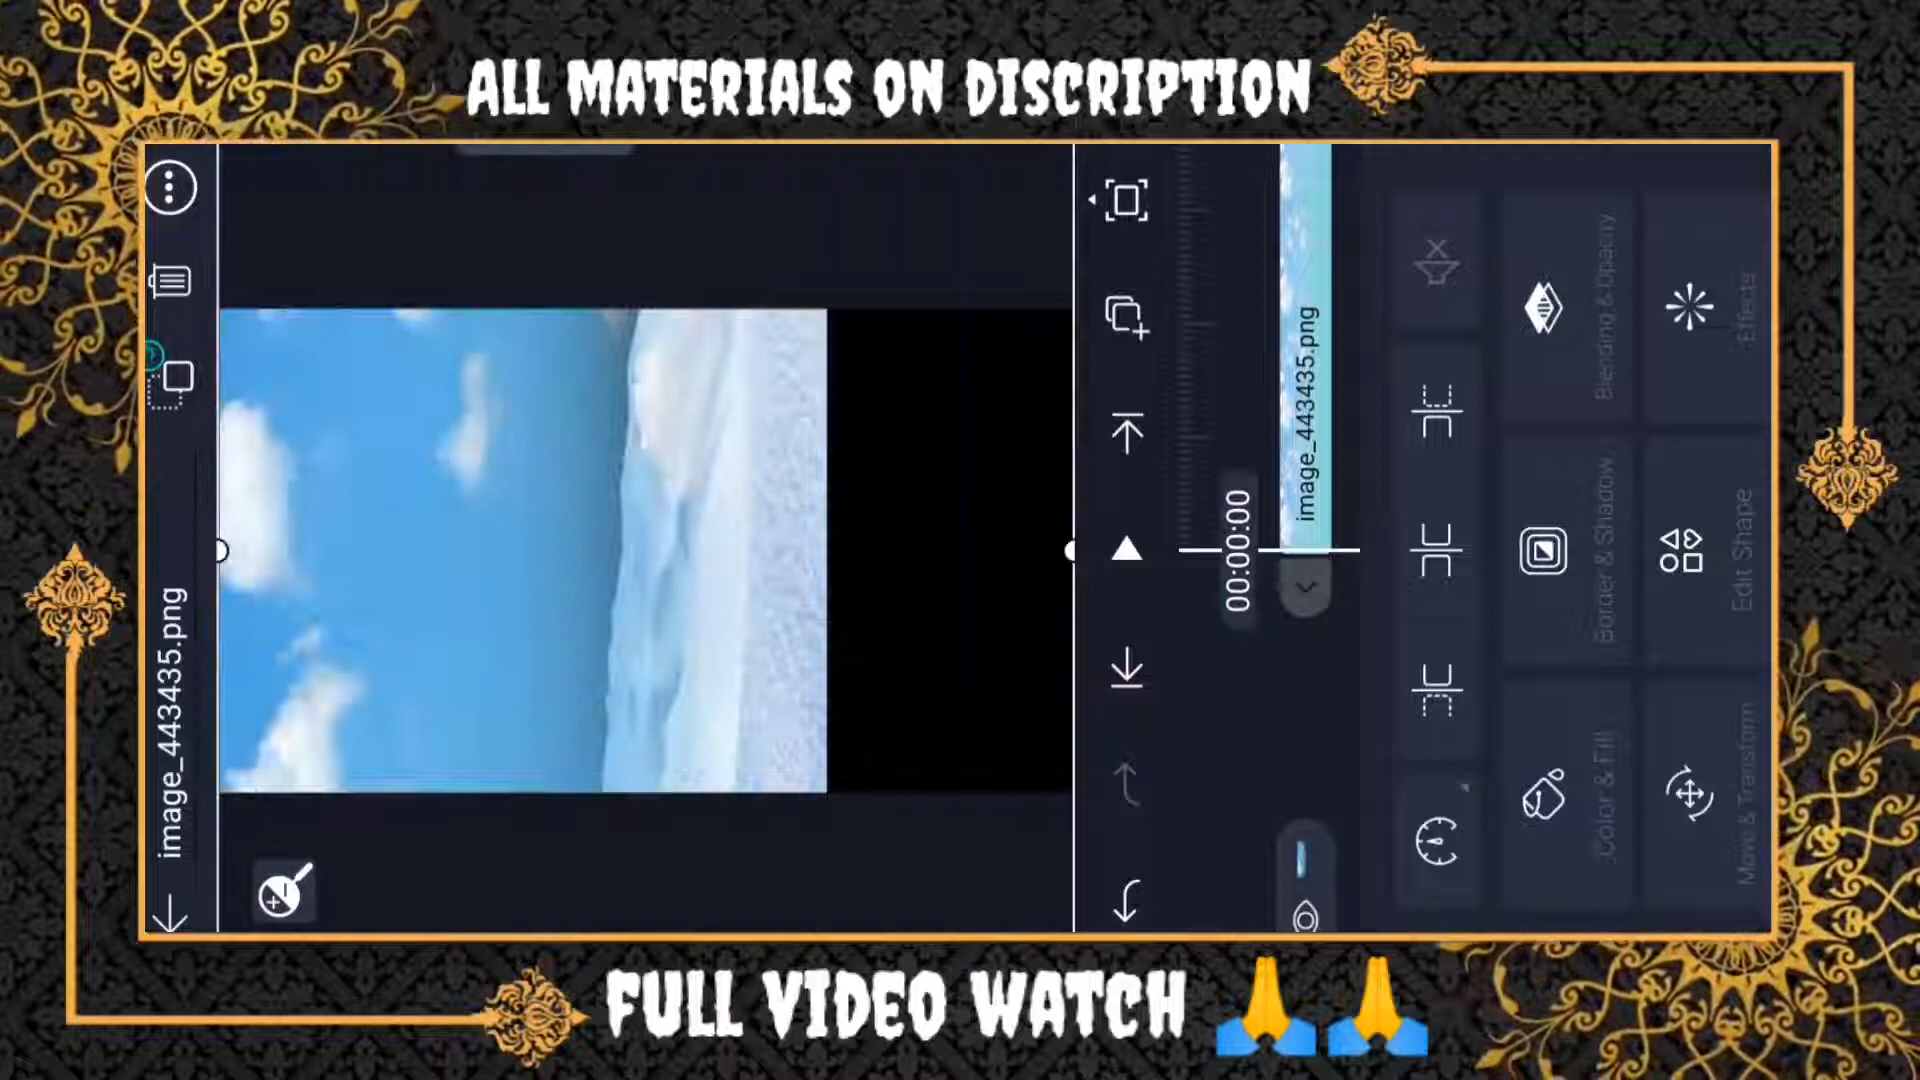 ALL MATERIALS ON DISCRIPTION
image_443435.png
00:00:00
image_443435.png
Blending & Opacity
Effects
Border & Shadow
Edit Shape
Color & Fill
Move & Transform
FULL VIDEO WATCH 🙏🙏